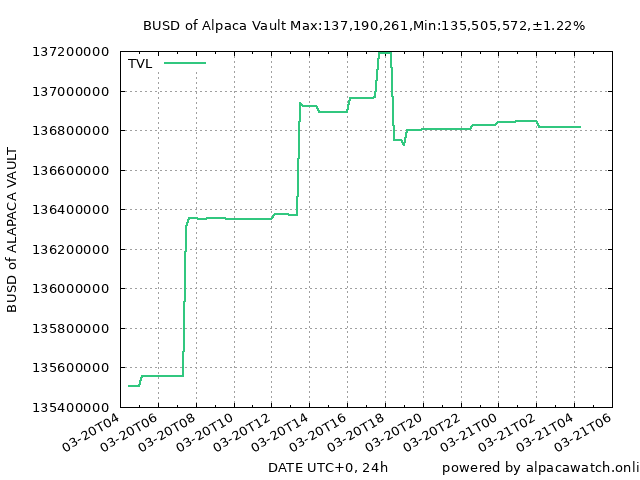 BUSD of Alpaca Vault Max:137,190,261,Min:135,505,572,±1.22%
TVL
137200000
137000000
136800000
136600000
136400000
136200000
136000000
135800000
135600000
135400000
BUSD of ALAPACA VAULT
03-20T04
03-20T06
03-20T08
03-20T10
03-20T12
03-20T14
03-20T16
03-20T18
03-20T20
03-20T22
03-21T00
03-21T02
03-21T04
03-21T06
DATE UTC+0, 24h
powered by alpacawatch.onli